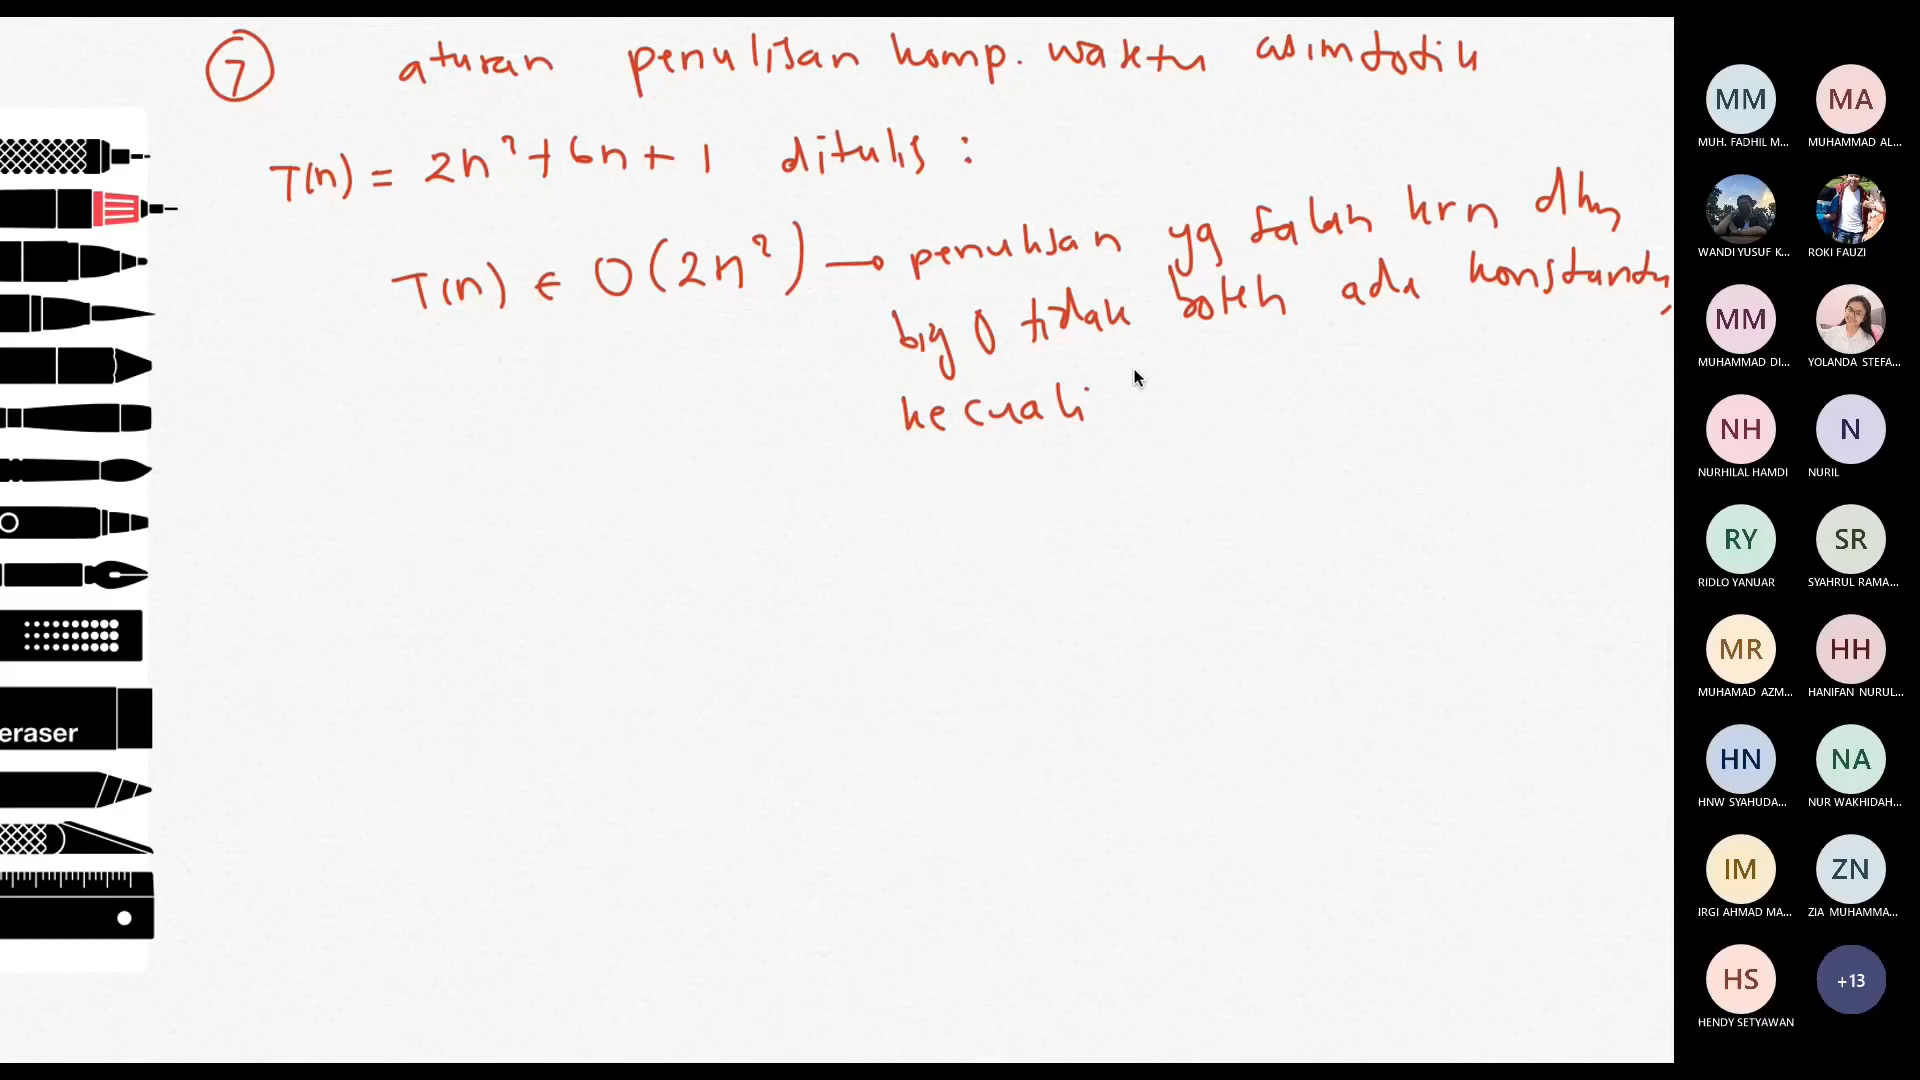 7 aturan penulisan komp. waktu asimtotik
T(n) = 2n²+6n+1 ditulis :
T(n) ∈ O(2n²) → penulisan yg salah krn dlm
big O tidak boleh ada konstanta,
kecuali
eraser
MM
MA
MUH. FADHIL M...
MUHAMMAD AL...
WANDI YUSUF K...
ROKI FAUZI
MM
MUHAMMAD DI...
YOLANDA STEFA...
NH
N
NURHILAL HAMDI
NURIL
RY
SR
RIDLO YANUAR
SYAHRUL RAMA...
MR
HH
MUHAMAD AZM...
HANIFAN NURUL...
HN
NA
HNW SYAHUDA...
NUR WAKHIDAH...
IM
ZN
IRGI AHMAD MA...
ZIA MUHAMMA...
HS
+13
HENDY SETYAWAN